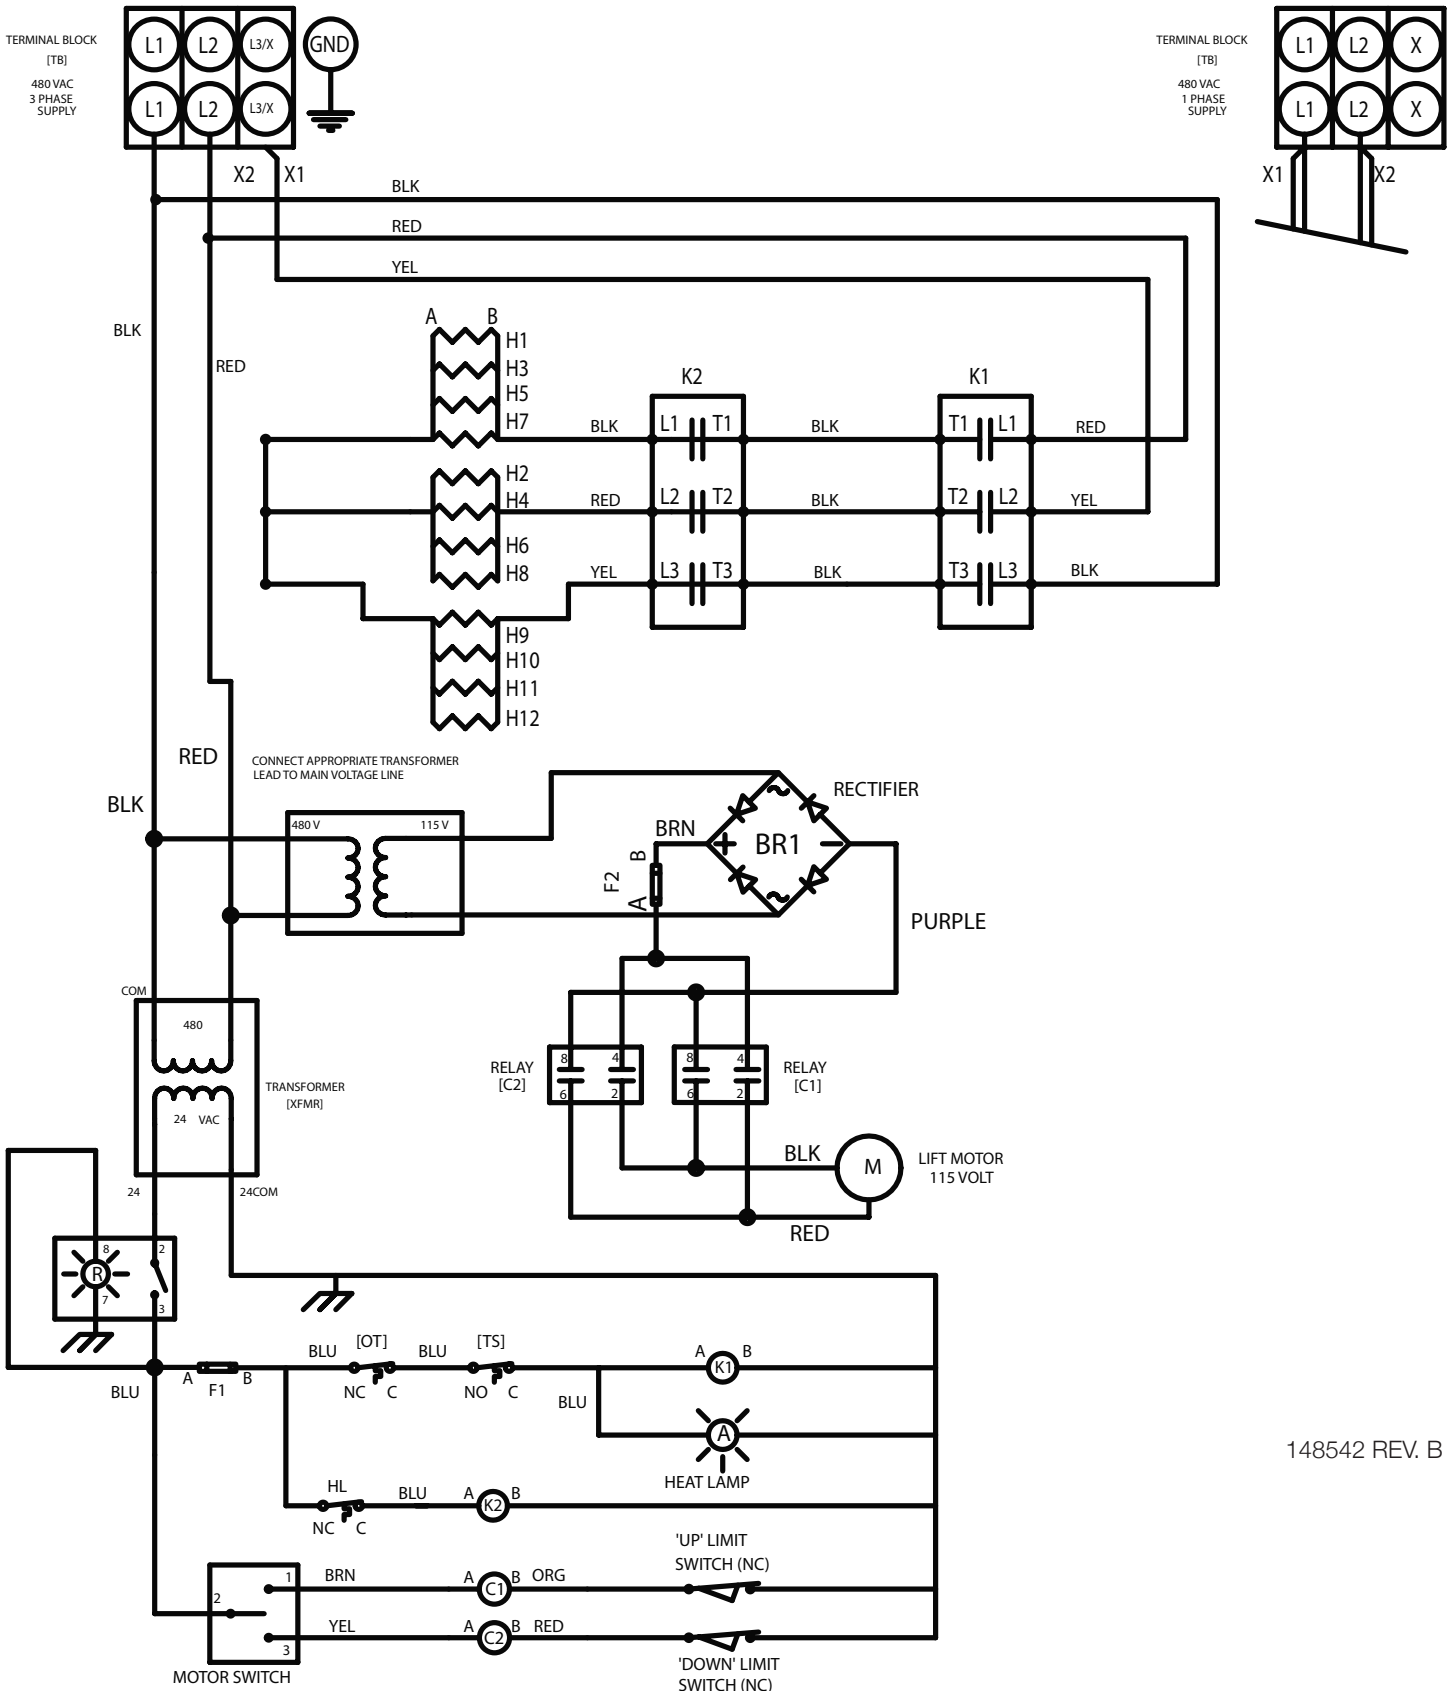 TERMINAL BLOCK
[TB]
480 VAC
3 PHASE
SUPPLY
L1 L2 L3/X GND
L1 L2 L3/X
X2 X1
TERMINAL BLOCK
[TB]
480 VAC
1 PHASE
SUPPLY
L1 L2 X
L1 L2 X
X1 X2
BLK
RED
YEL
BLK
RED
A B
H1
H3
H5
H7
H2
H4
H6
H8
H9
H10
H11
H12
K2 K1
BLK L1 T1 BLK T1 L1 RED
RED L2 T2 BLK T2 L2 YEL
YEL L3 T3 BLK T3 L3 BLK
RED
BLK
CONNECT APPROPRIATE TRANSFORMER
LEAD TO MAIN VOLTAGE LINE
480 V 115 V
RECTIFIER
BRN
BR1
B
F2
A
PURPLE
COM
480
TRANSFORMER
[XFMR]
24 VAC
24 24COM
RELAY
[C2]
8 4
6 2
8 4
6 2
RELAY
[C1]
BLK
M
LIFT MOTOR
115 VOLT
RED
8 2
R
7 3
BLU
A B
F1
BLU [OT] BLU [TS]
NC C NO C
A K1 B
BLU
A
HEAT LAMP
HL BLU A K2 B
NC C
'UP' LIMIT
SWITCH (NC)
1 BRN A C1 B ORG
2
3 YEL A C2 B RED
MOTOR SWITCH
'DOWN' LIMIT
SWITCH (NC)
148542 REV. B